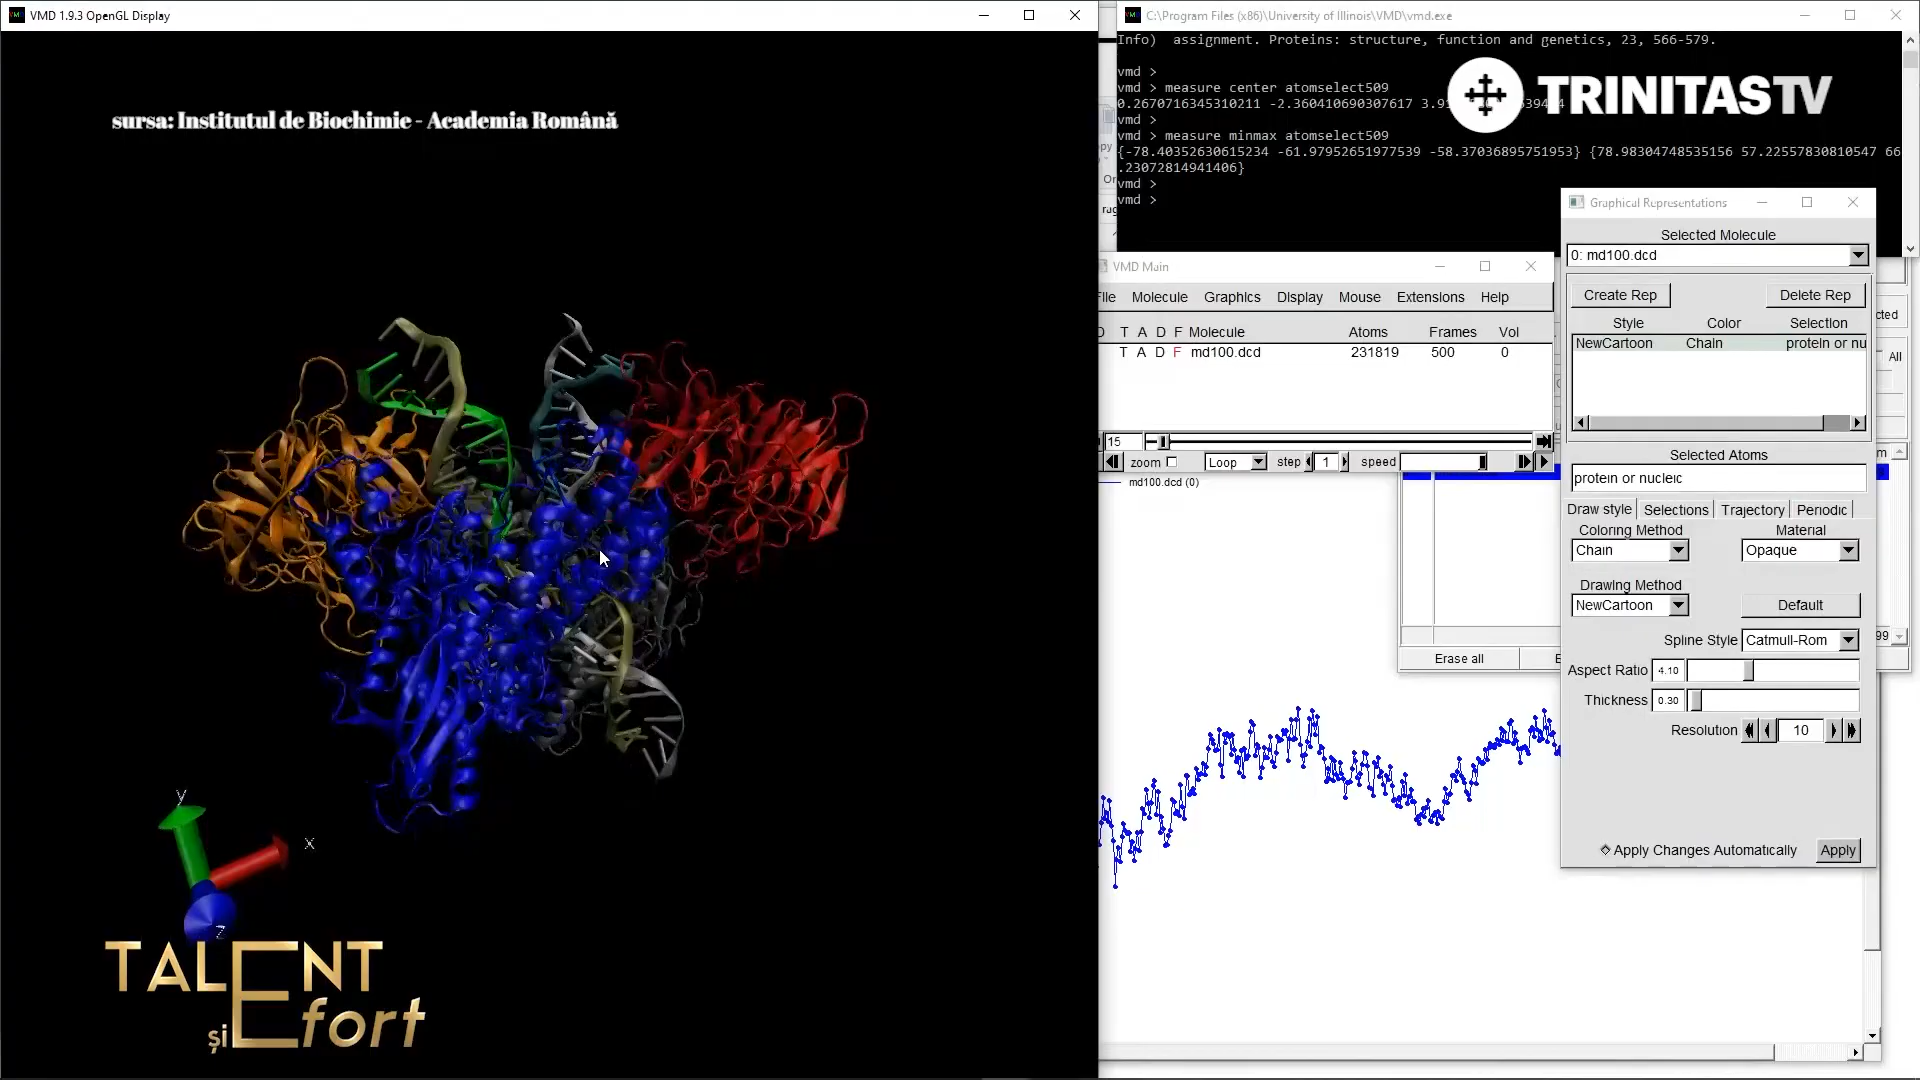 VMD 1.9.3 OpenGL Display
sursa: Institutul de Biochimie - Academia Română
y
x
z
TALENT
și Efort
C:\Program Files (x86)\University of Illinois\VMD\vmd.exe
Info)  assignment. Proteins: structure, function and genetics, 23, 566-579.
vmd >
vmd > measure center atomselect509
0.2670716345310211 -2.360410690307617
vmd >
vmd > measure minmax atomselect509
{-78.40352630615234 -61.97952651977539 -58.37036895751953} {78.98304748535156 57.22557830810547 66
.23072814941406}
vmd >
vmd >
TRINITASTV
VMD Main
File Molecule Graphics Display Mouse Extensions Help
T A D F Molecule Atoms Frames Vol
T A D F md100.dcd 231819 500 0
15
zoom Loop step 1 speed
md100.dcd (0)
Erase all
Graphical Representations
Selected Molecule
0: md100.dcd
Create Rep Delete Rep
Style Color Selection
NewCartoon Chain protein or nu
Selected Atoms
protein or nucleic
Draw style Selections Trajectory Periodic
Coloring Method Material
Chain Opaque
Drawing Method
NewCartoon Default
Spline Style Catmull-Rom
Aspect Ratio 4.10
Thickness 0.30
Resolution 10
Apply Changes Automatically Apply
All